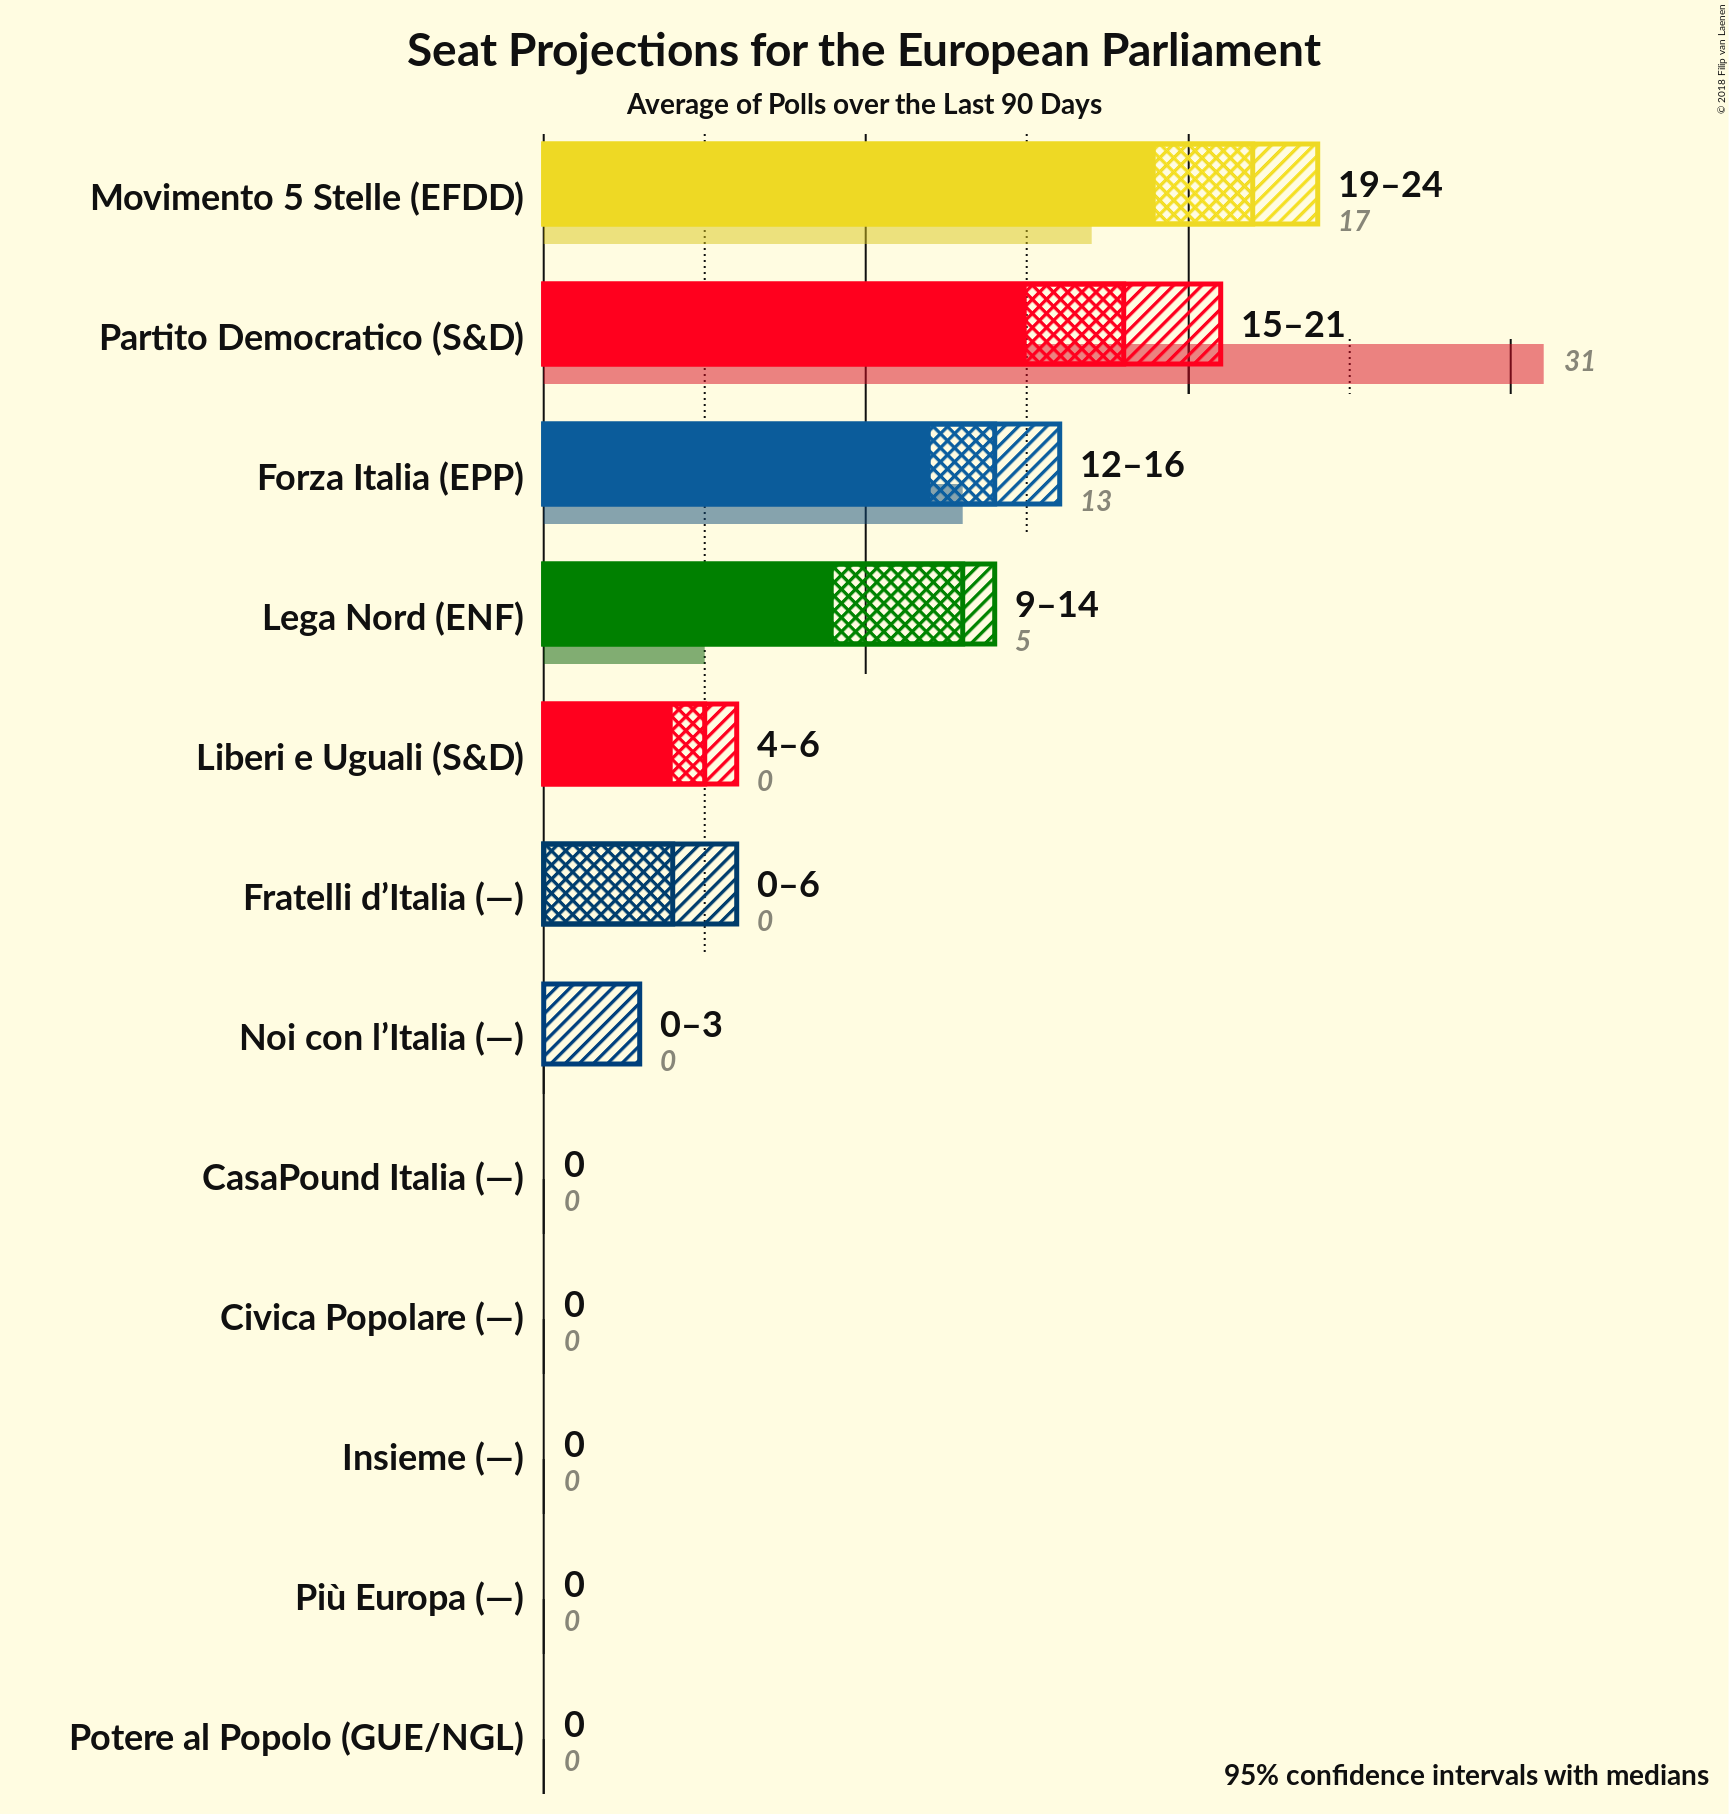 Seat Projections for the European Parliament
Average of Polls over the Last 90 Days
© 2018 Filip van Laenen
Movimento 5 Stelle (EFDD)
19–24
17
Partito Democratico (S&D)
15–21
31
Forza Italia (EPP)
12–16
13
Lega Nord (ENF)
9–14
5
Liberi e Uguali (S&D)
4–6
0
Fratelli d’Italia (—)
0–6
0
Noi con l’Italia (—)
0–3
0
CasaPound Italia (—)
0
0
Civica Popolare (—)
0
0
Insieme (—)
0
0
Più Europa (—)
0
0
Potere al Popolo (GUE/NGL)
0
0
95% confidence intervals with medians